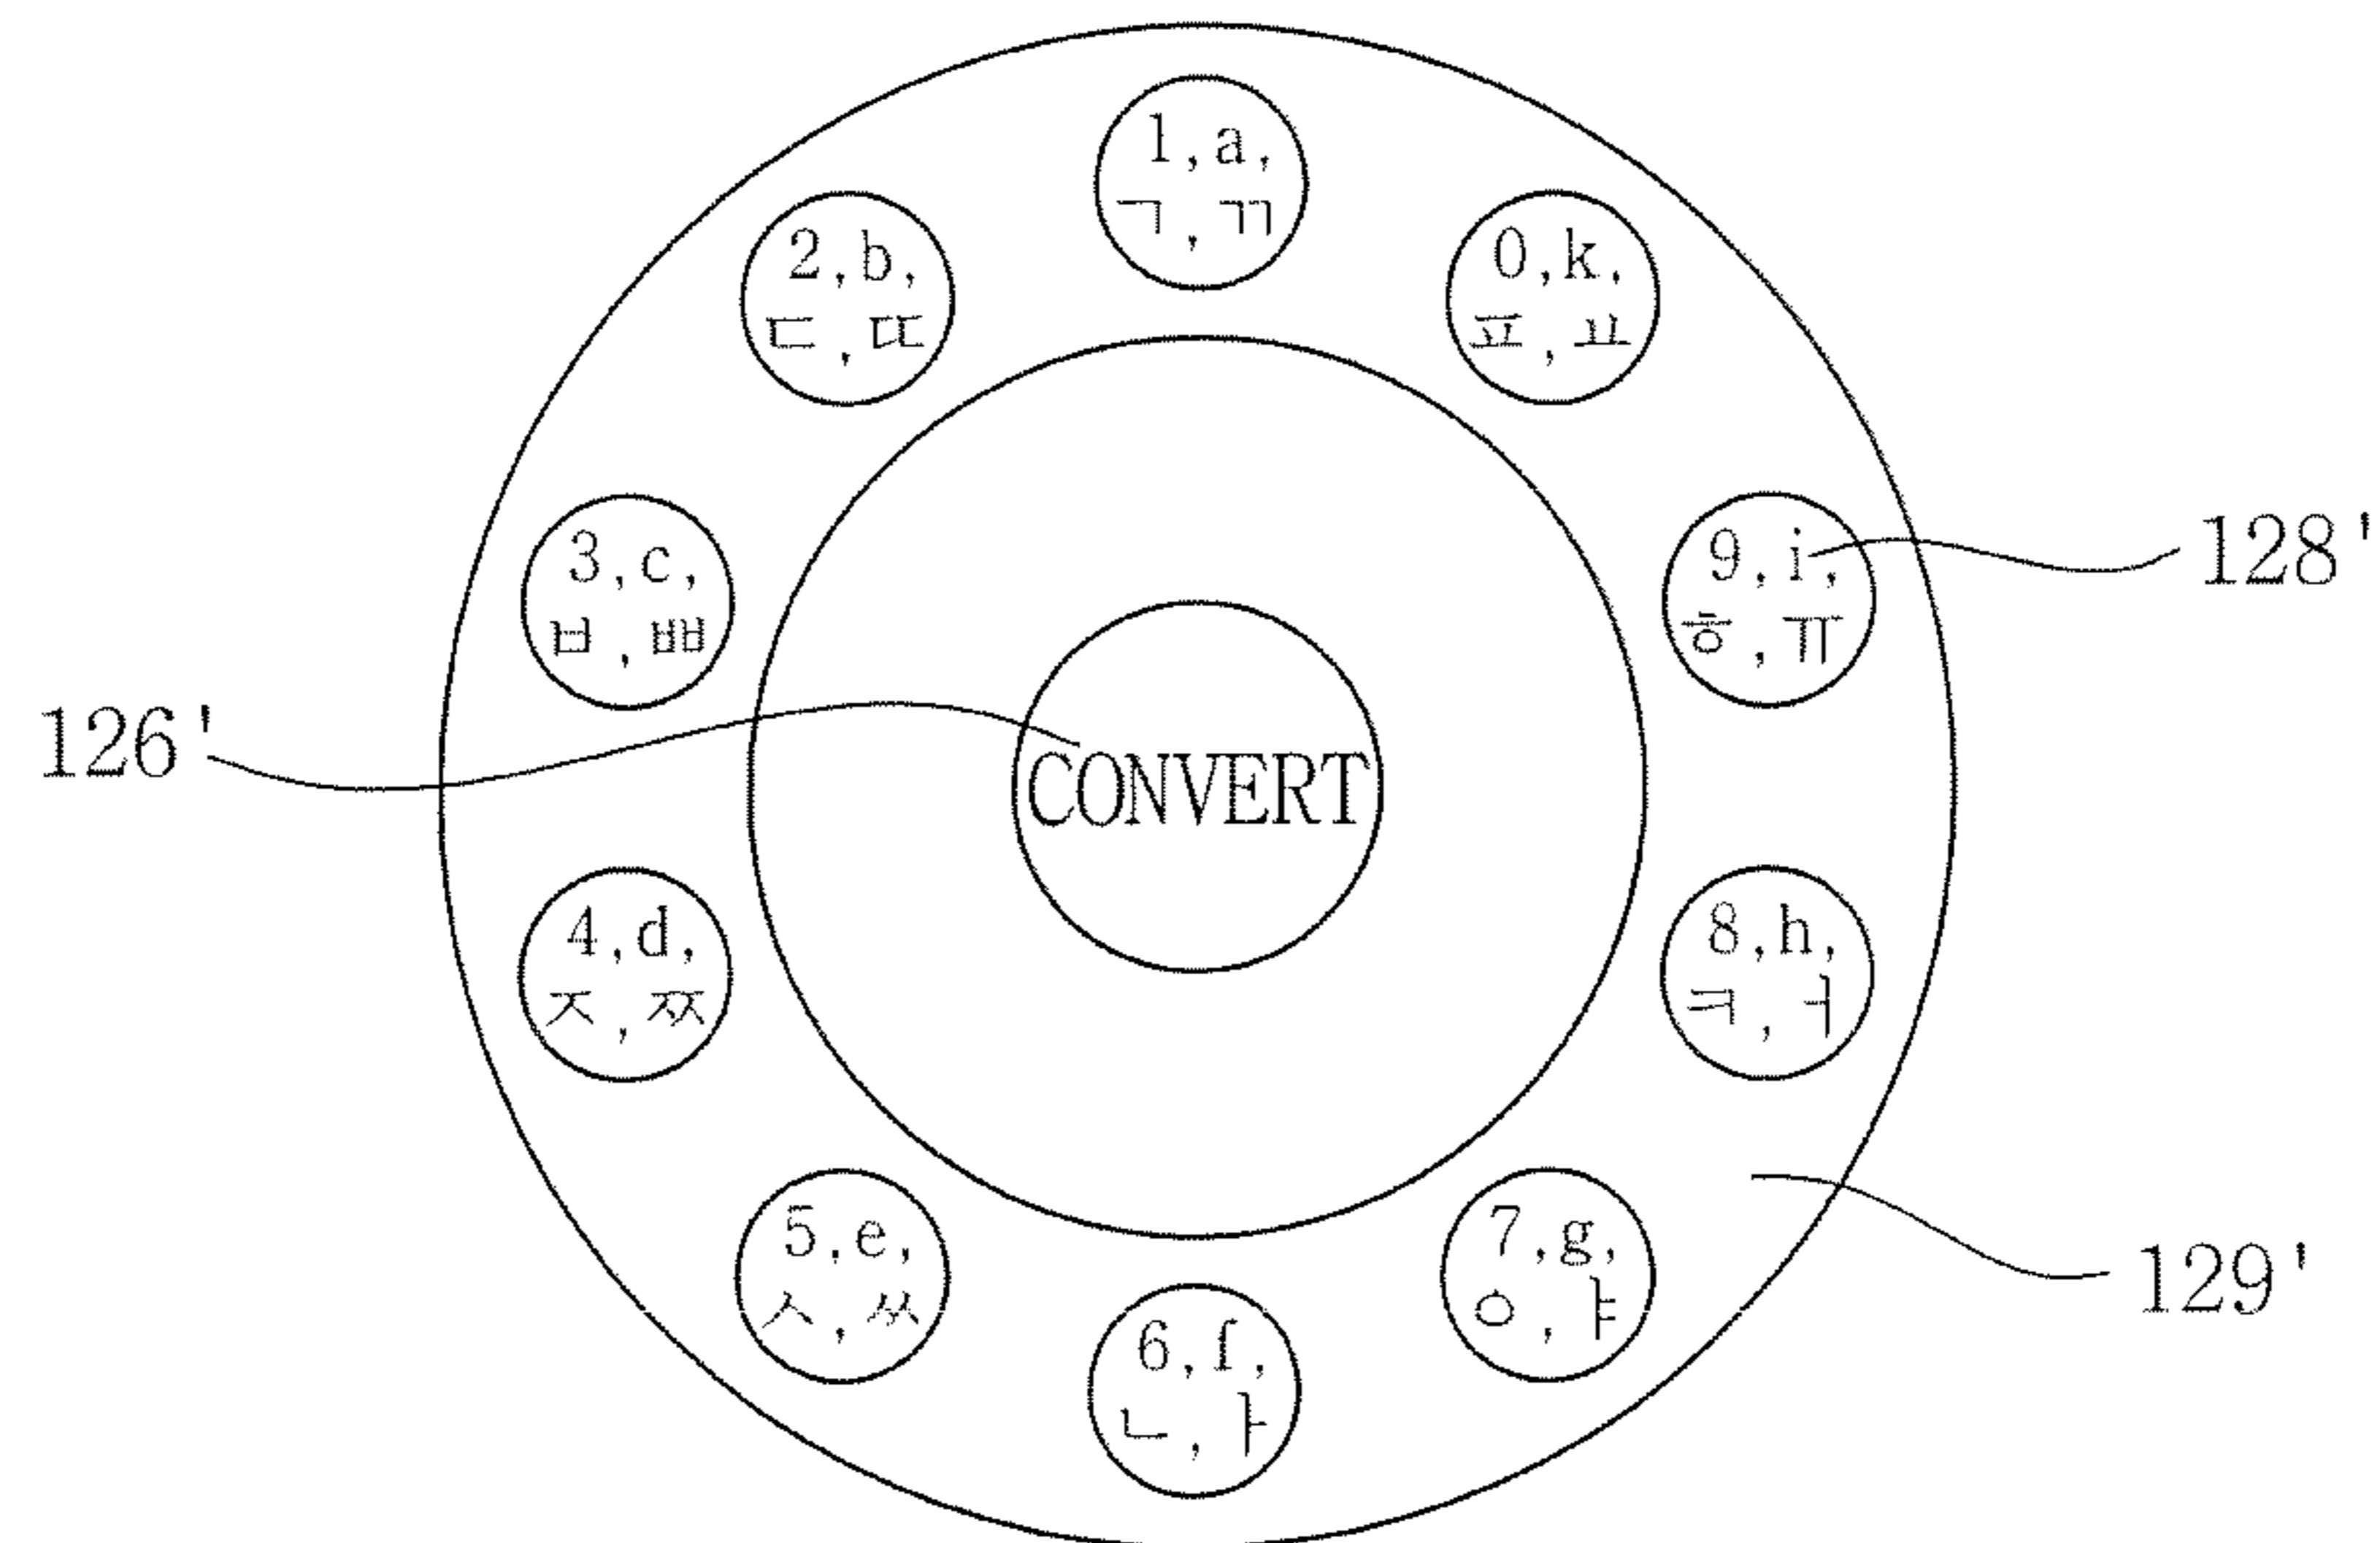 1,a,
ㄱ,ㄲ
2,b,
ㄷ,ㄸ
0,k,
ㅍ,ㅛ
3,c,
ㅂ,ㅃ
9,i,
ㅎ,ㅠ
128'
126'
CONVERT
4,d,
ㅈ,ㅉ
8,h,
ㅋ,ㅓ
5,e,
ㅅ,ㅆ
7,g,
ㅇ,ㅑ
129'
6,f,
ㄴ,ㅏ